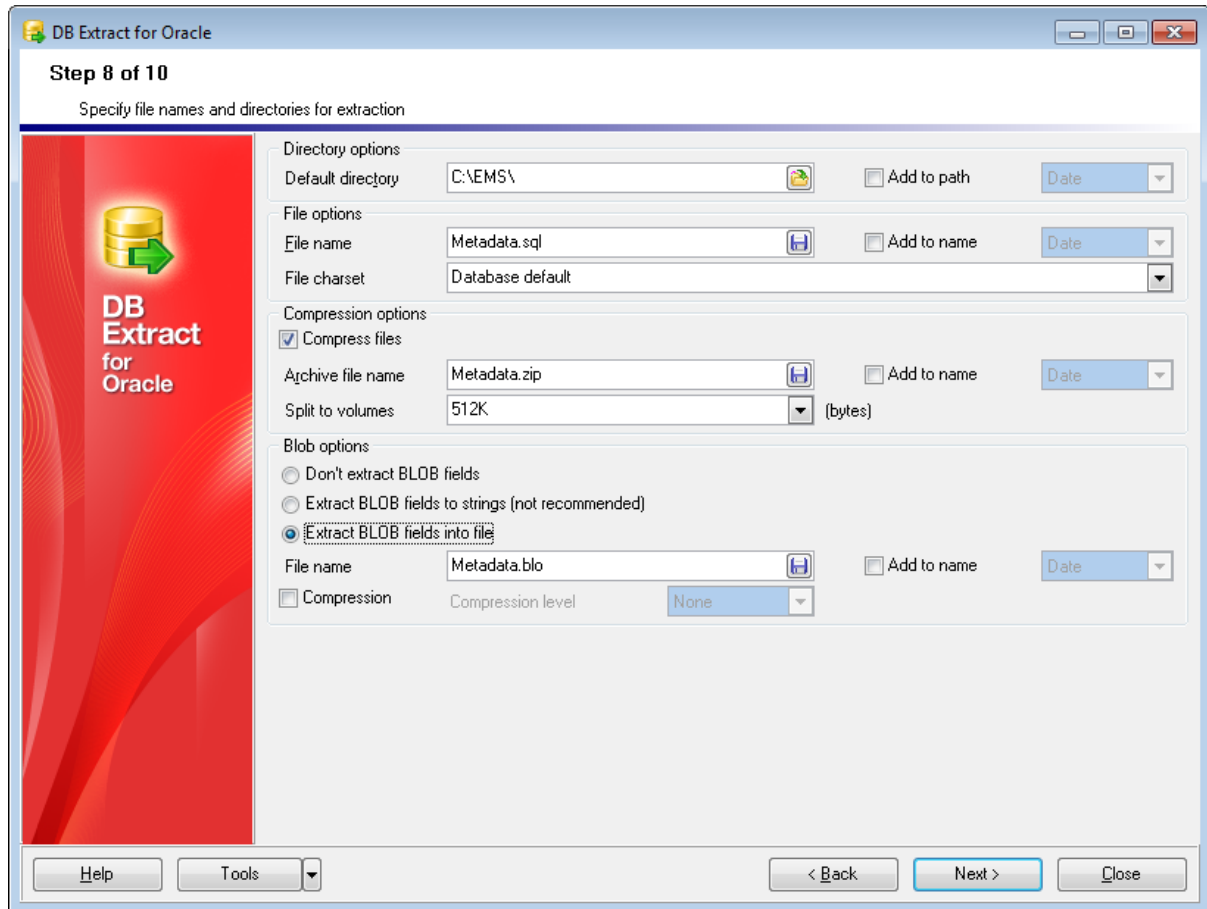 DB Extract for Oracle
Step 8 of 10
Specify file names and directories for extraction
DB
Extract
for
Oracle
Directory options
Default directory C:\EMS\ Add to path Date
File options
File name Metadata.sql Add to name Date
File charset Database default
Compression options
Compress files
Archive file name Metadata.zip Add to name Date
Split to volumes 512K (bytes)
Blob options
Don't extract BLOB fields
Extract BLOB fields to strings (not recommended)
Extract BLOB fields into file
File name Metadata.blo Add to name Date
Compression Compression level None
Help Tools < Back Next > Close